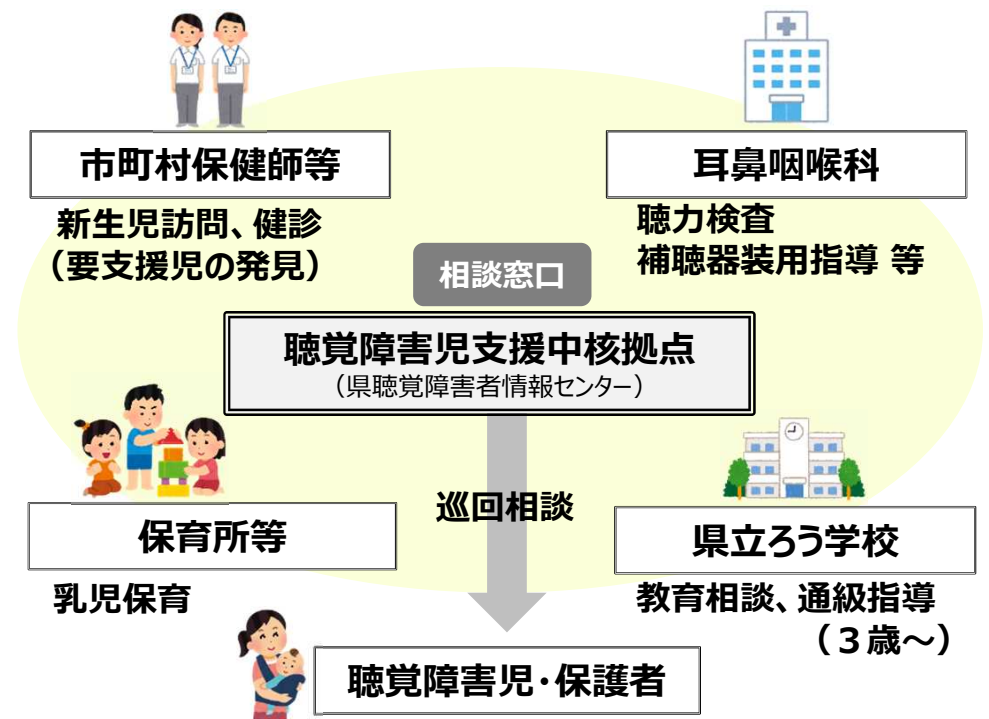 市町村保健師等
新生児訪問、健診
（要支援児の発見）
耳鼻咽喉科
聴力検査
補聴器装用指導 等
相談窓口
聴覚障害児支援中核拠点
（県聴覚障害者情報センター）
巡回相談
保育所等
乳児保育
県立ろう学校
教育相談、通級指導
（３歳～）
聴覚障害児・保護者